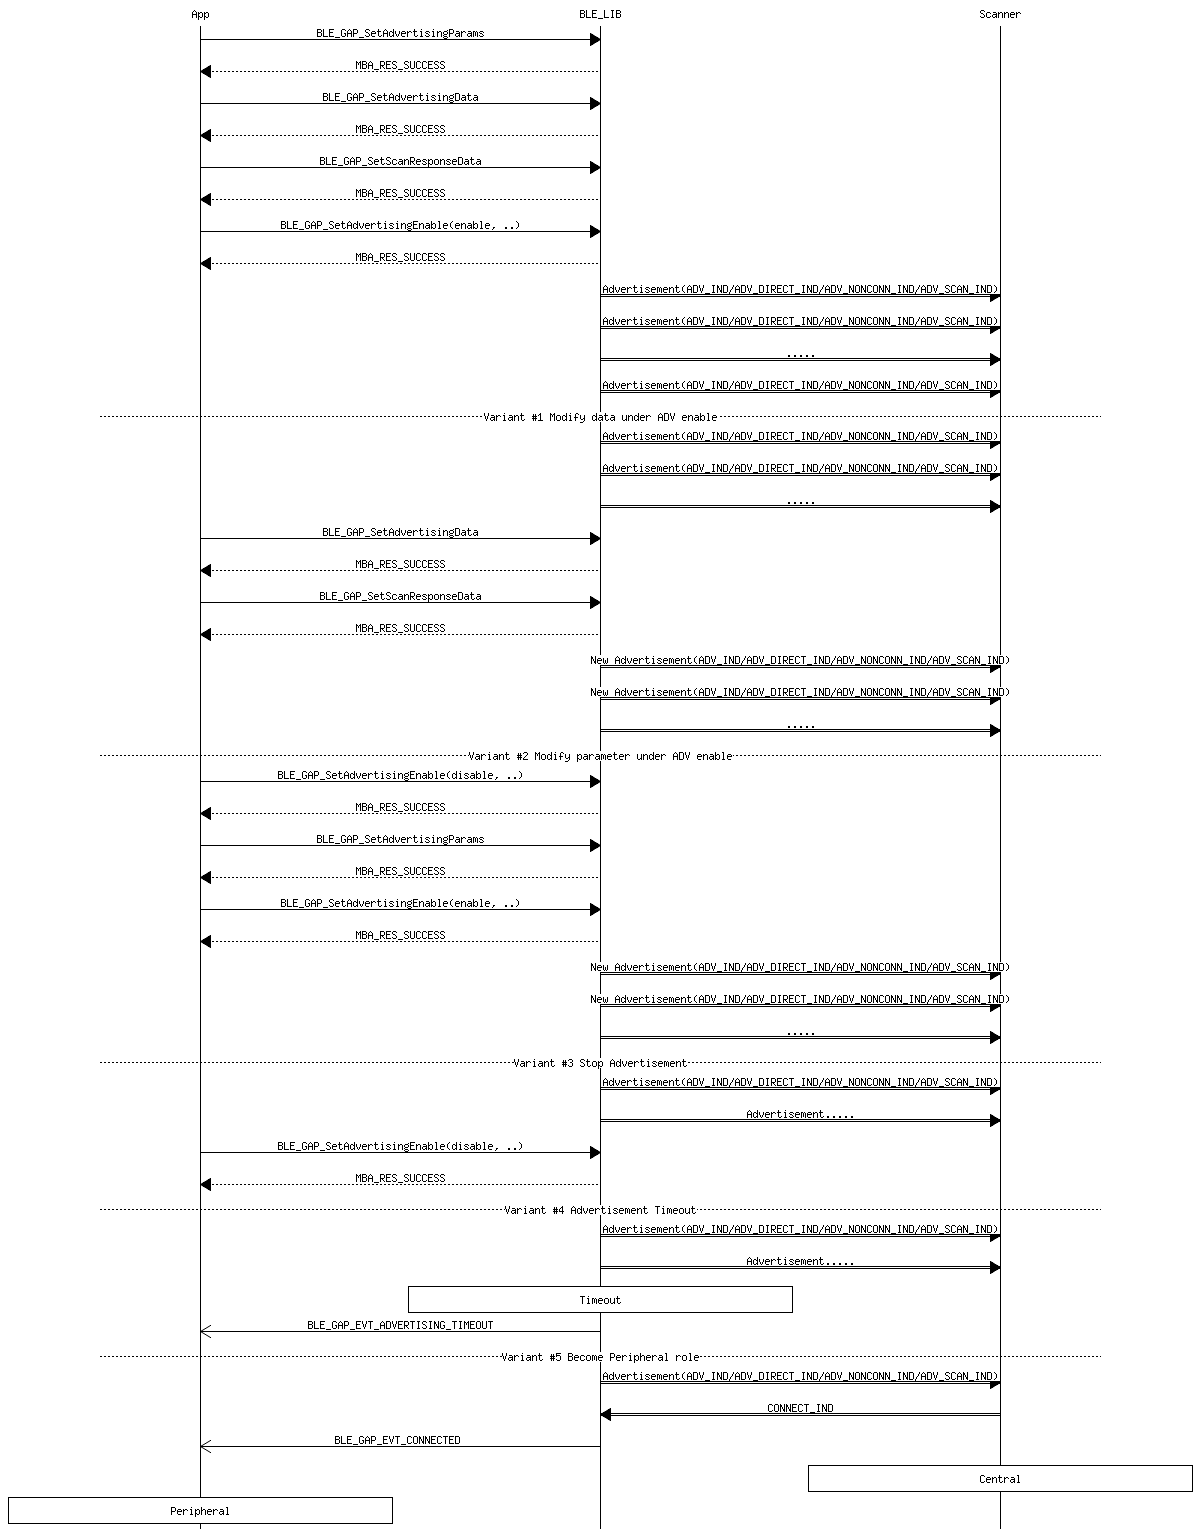 App BLE_LIB Scanner
BLE_GAP_SetAdvertisingParams
MBA_RES_SUCCESS
BLE_GAP_SetAdvertisingData
MBA_RES_SUCCESS
BLE_GAP_SetScanResponseData
MBA_RES_SUCCESS
BLE_GAP_SetAdvertisingEnable(enable, ..)
MBA_RES_SUCCESS
Advertisement(ADV_IND/ADV_DIRECT_IND/ADV_NONCONN_IND/ADV_SCAN_IND)
Advertisement(ADV_IND/ADV_DIRECT_IND/ADV_NONCONN_IND/ADV_SCAN_IND)
.....
Advertisement(ADV_IND/ADV_DIRECT_IND/ADV_NONCONN_IND/ADV_SCAN_IND)
Variant #1 Modify data under ADV enable
Advertisement(ADV_IND/ADV_DIRECT_IND/ADV_NONCONN_IND/ADV_SCAN_IND)
Advertisement(ADV_IND/ADV_DIRECT_IND/ADV_NONCONN_IND/ADV_SCAN_IND)
.....
BLE_GAP_SetAdvertisingData
MBA_RES_SUCCESS
BLE_GAP_SetScanResponseData
MBA_RES_SUCCESS
New Advertisement(ADV_IND/ADV_DIRECT_IND/ADV_NONCONN_IND/ADV_SCAN_IND)
New Advertisement(ADV_IND/ADV_DIRECT_IND/ADV_NONCONN_IND/ADV_SCAN_IND)
.....
Variant #2 Modify parameter under ADV enable
BLE_GAP_SetAdvertisingEnable(disable, ..)
MBA_RES_SUCCESS
BLE_GAP_SetAdvertisingParams
MBA_RES_SUCCESS
BLE_GAP_SetAdvertisingEnable(enable, ..)
MBA_RES_SUCCESS
New Advertisement(ADV_IND/ADV_DIRECT_IND/ADV_NONCONN_IND/ADV_SCAN_IND)
New Advertisement(ADV_IND/ADV_DIRECT_IND/ADV_NONCONN_IND/ADV_SCAN_IND)
.....
Variant #3 Stop Advertisement
Advertisement(ADV_IND/ADV_DIRECT_IND/ADV_NONCONN_IND/ADV_SCAN_IND)
Advertisement.....
BLE_GAP_SetAdvertisingEnable(disable, ..)
MBA_RES_SUCCESS
Variant #4 Advertisement Timeout
Advertisement(ADV_IND/ADV_DIRECT_IND/ADV_NONCONN_IND/ADV_SCAN_IND)
Advertisement.....
Timeout
BLE_GAP_EVT_ADVERTISING_TIMEOUT
Variant #5 Become Peripheral role
Advertisement(ADV_IND/ADV_DIRECT_IND/ADV_NONCONN_IND/ADV_SCAN_IND)
CONNECT_IND
BLE_GAP_EVT_CONNECTED
Central
Peripheral